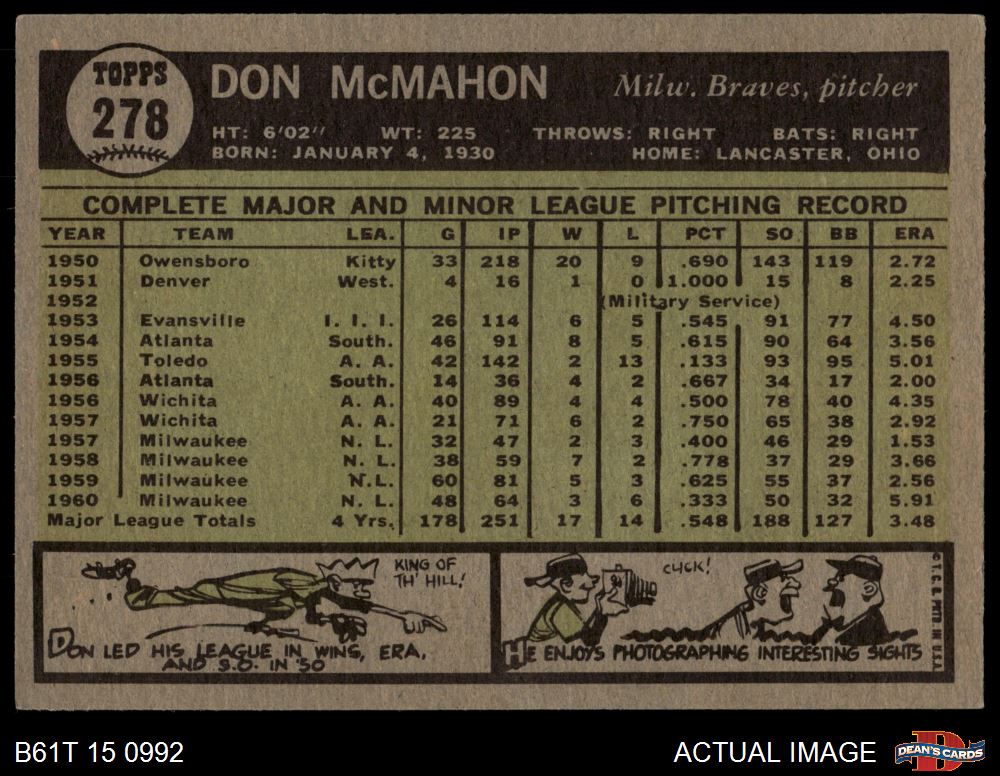 TOPPS
278
DON McMAHON
Milw. Braves, pitcher
HT: 6'02" WT: 225 THROWS: RIGHT BATS: RIGHT
BORN: JANUARY 4, 1930 HOME: LANCASTER, OHIO
COMPLETE MAJOR AND MINOR LEAGUE PITCHING RECORD
YEAR TEAM LEA. G IP W L PCT SO BB ERA
1950 Owensboro Kitty 33 218 20 9 .690 143 119 2.72
1951 Denver West. 4 16 1 0 1.000 15 8 2.25
1952 (Military Service)
1953 Evansville I. I. I. 26 114 6 5 .545 91 77 4.50
1954 Atlanta South. 46 91 8 5 .615 90 64 3.56
1955 Toledo A. A. 42 142 2 13 .133 93 95 5.01
1956 Atlanta South. 14 36 4 2 .667 34 17 2.00
1956 Wichita A. A. 40 89 4 4 .500 78 40 4.35
1957 Wichita A. A. 21 71 6 2 .750 65 38 2.92
1957 Milwaukee N. L. 32 47 2 3 .400 46 29 1.53
1958 Milwaukee N. L. 38 59 7 2 .778 37 29 3.66
1959 Milwaukee N.L. 60 81 5 3 .625 55 37 2.56
1960 Milwaukee N. L. 48 64 3 6 .333 50 32 5.91
Major League Totals 4 Yrs. 178 251 17 14 .548 188 127 3.48
KING OF
TH' HILL!
DON LED HIS LEAGUE IN WINS, ERA,
AND S.O. IN '50
CLICK!
HE ENJOYS PHOTOGRAPHING INTERESTING SIGHTS
© T. C. G. PRTD. IN U.S.A.
B61T 15 0992
ACTUAL IMAGE
DEAN'S CARDS